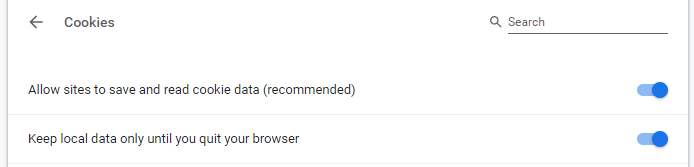 Cookies
Search
Allow sites to save and read cookie data (recommended)
Keep local data only until you quit your browser